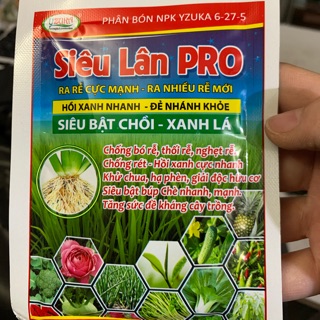 PHÂN BÓN NPK YZUKA 6-27-5
Siêu Lân PRO
RA RỄ CỰC MẠNH - RA NHIỀU RỄ MỚI
HỒI XANH NHANH - ĐẺ NHÁNH KHỎE
SIÊU BẬT CHỒI - XANH LÁ
Chống bó rễ, thối rễ, nghẹt rễ.
Chống rét - Hồi xanh cực nhanh
Khử chua, hạ phèn, giải độc hữu cơ
Siêu bật búp Chè nhanh, mạnh.
Tăng sức đề kháng cây trồng.